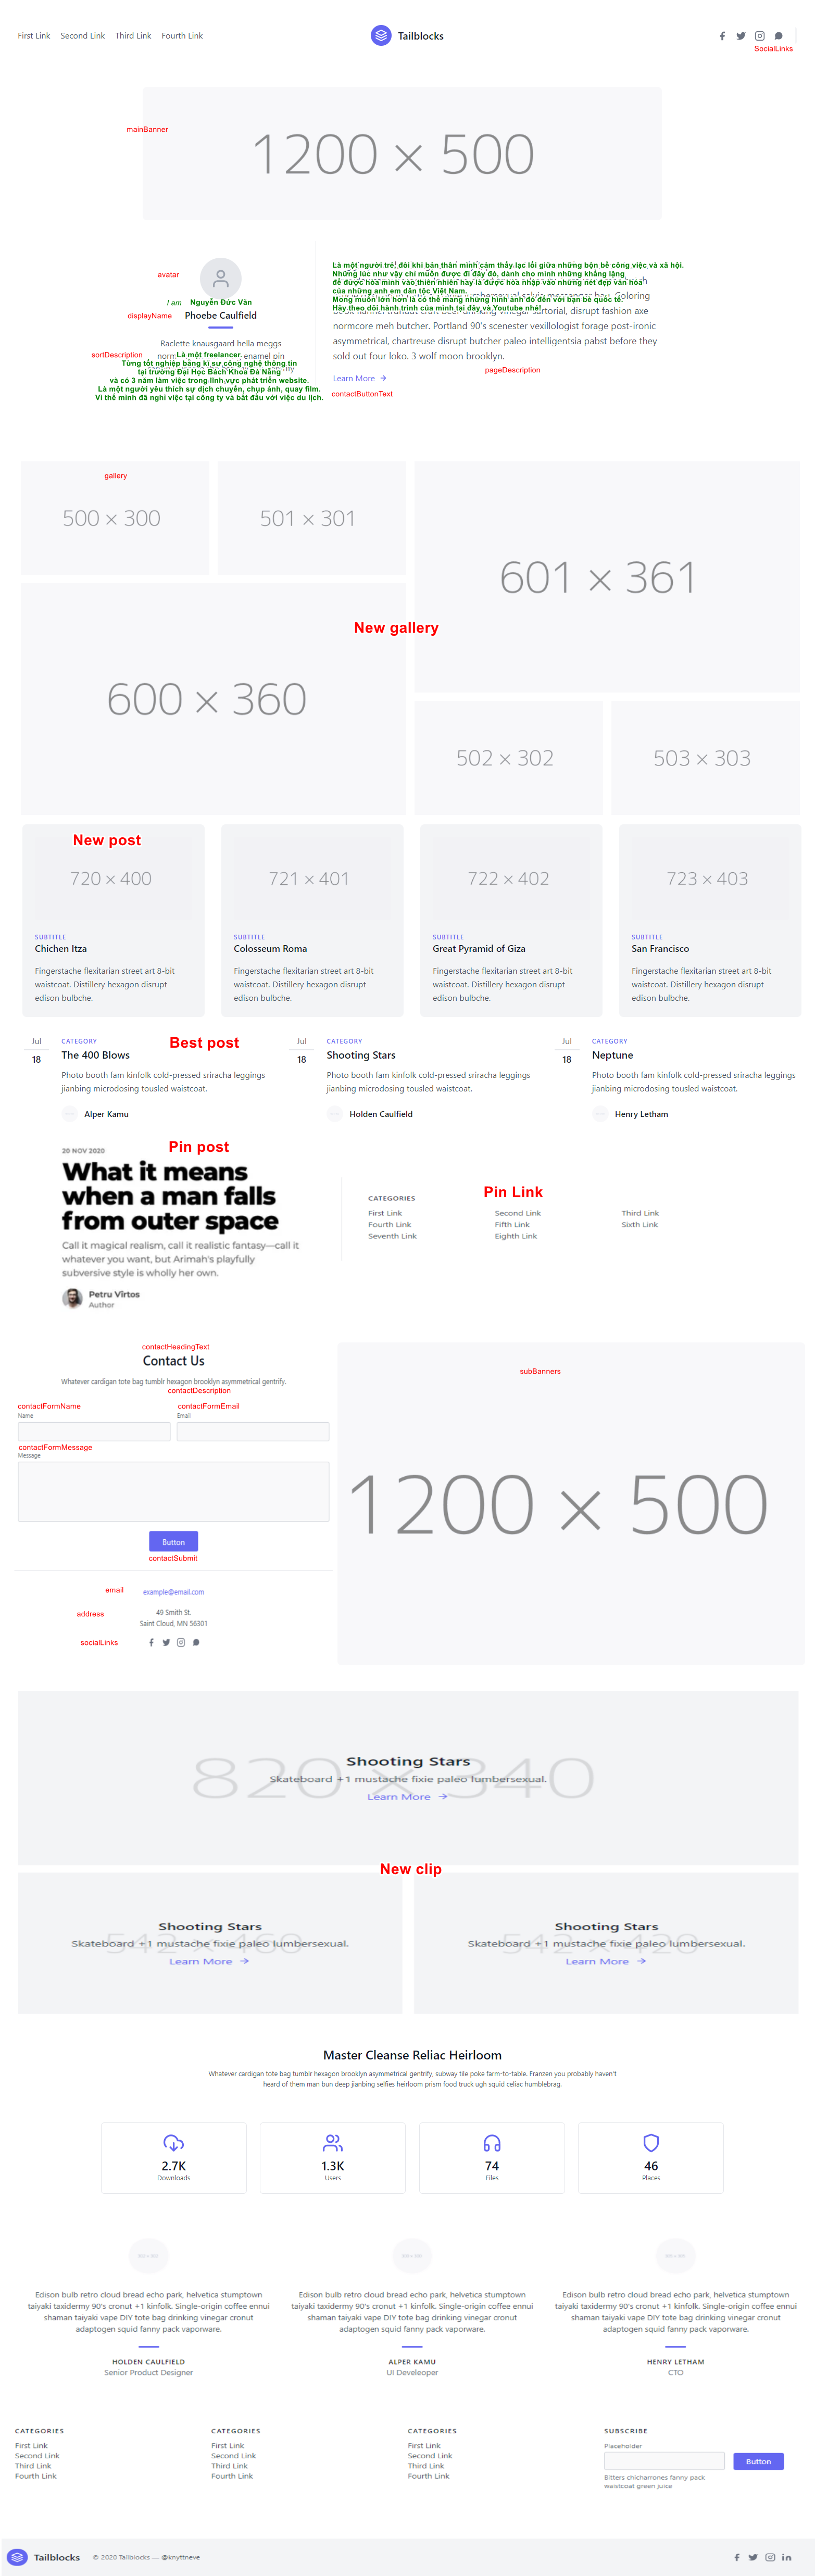 First Link Second Link Third Link Fourth Link
Tailblocks
SocialLinks
mainBanner
1200 × 500
avatar
I am Nguyễn Đức Văn
displayName Phoebe Caulfield
Raclette knausgaard hella meggs
sortDescription Là một freelancer. enamel pin
Từng tốt nghiệp bằng kĩ sư công nghệ thông tin
tại trường Đại Học Bách Khoa Đà Nẵng
và có 3 năm làm việc trong lĩnh vực phát triển website.
Là một người yêu thích sự dịch chuyển, chụp ảnh, quay film.
Vì thế mình đã nghỉ việc tại công ty và bắt đầu với việc du lịch.
Là một người trẻ, đôi khi bản thân mình cảm thấy lạc lối giữa những bộn bề công việc và xã hội.
Những lúc như vậy chỉ muốn được đi đây đó, dành cho mình những khẳng lặng
để được hòa mình vào thiên nhiên hay là được hòa nhập vào những nét đẹp văn hóa
của những anh em dân tộc Việt Nam.
Mong muốn lớn hơn là có thể mang những hình ảnh đó đến với bạn bè quốc tế.
Coloring
Hãy theo dõi hành trình của mình tại đây và Youtube nhé!
sartorial, disrupt fashion axe
normcore meh butcher. Portland 90's scenester vexillologist forage post-ironic
asymmetrical, chartreuse disrupt butcher paleo intelligentsia pabst before they
sold out four loko. 3 wolf moon brooklyn.
pageDescription
Learn More →
contactButtonText
gallery
500 × 300
501 × 301
601 × 361
New gallery
600 × 360
502 × 302
503 × 303
New post
720 × 400
721 × 401
722 × 402
723 × 403
SUBTITLE
Chichen Itza
Fingerstache flexitarian street art 8-bit
waistcoat. Distillery hexagon disrupt
edison bulbche.
SUBTITLE
Colosseum Roma
Fingerstache flexitarian street art 8-bit
waistcoat. Distillery hexagon disrupt
edison bulbche.
SUBTITLE
Great Pyramid of Giza
Fingerstache flexitarian street art 8-bit
waistcoat. Distillery hexagon disrupt
edison bulbche.
SUBTITLE
San Francisco
Fingerstache flexitarian street art 8-bit
waistcoat. Distillery hexagon disrupt
edison bulbche.
Best post
Jul
18
CATEGORY
The 400 Blows
Photo booth fam kinfolk cold-pressed sriracha leggings
jianbing microdosing tousled waistcoat.
Alper Kamu
Jul
18
CATEGORY
Shooting Stars
Photo booth fam kinfolk cold-pressed sriracha leggings
jianbing microdosing tousled waistcoat.
Holden Caulfield
Jul
18
CATEGORY
Neptune
Photo booth fam kinfolk cold-pressed sriracha leggings
jianbing microdosing tousled waistcoat.
Henry Letham
Pin post
20 NOV 2020
What it means
when a man falls
from outer space
Call it magical realism, call it realistic fantasy—call it
whatever you want, but Arimah's playfully
subversive style is wholly her own.
Petru Vîrtos
Author
Pin Link
CATEGORIES
First Link Second Link Third Link
Fourth Link Fifth Link Sixth Link
Seventh Link Eighth Link
contactHeadingText
Contact Us
Whatever cardigan tote bag tumblr hexagon brooklyn asymmetrical gentrify.
contactDescription
contactFormName contactFormEmail
Name Email
contactFormMessage
Message
Button
contactSubmit
email example@email.com
address 49 Smith St.
Saint Cloud, MN 56301
socialLinks
subBanners
1200 × 500
820 × 340
Shooting Stars
Skateboard +1 mustache fixie paleo lumbersexual.
Learn More →
New clip
542 × 460
Shooting Stars
Skateboard +1 mustache fixie paleo lumbersexual.
Learn More →
542 × 420
Shooting Stars
Skateboard +1 mustache fixie paleo lumbersexual.
Learn More →
Master Cleanse Reliac Heirloom
Whatever cardigan tote bag tumblr hexagon brooklyn asymmetrical gentrify, subway tile poke farm-to-table. Franzen you probably haven't
heard of them man bun deep jianbing selfies heirloom prism food truck ugh squid celiac humblebrag.
2.7K
Downloads
1.3K
Users
74
Files
46
Places
Edison bulb retro cloud bread echo park, helvetica stumptown
taiyaki taxidermy 90's cronut +1 kinfolk. Single-origin coffee ennui
shaman taiyaki vape DIY tote bag drinking vinegar cronut
adaptogen squid fanny pack vaporware.
HOLDEN CAULFIELD
Senior Product Designer
Edison bulb retro cloud bread echo park, helvetica stumptown
taiyaki taxidermy 90's cronut +1 kinfolk. Single-origin coffee ennui
shaman taiyaki vape DIY tote bag drinking vinegar cronut
adaptogen squid fanny pack vaporware.
ALPER KAMU
UI Develeoper
Edison bulb retro cloud bread echo park, helvetica stumptown
taiyaki taxidermy 90's cronut +1 kinfolk. Single-origin coffee ennui
shaman taiyaki vape DIY tote bag drinking vinegar cronut
adaptogen squid fanny pack vaporware.
HENRY LETHAM
CTO
CATEGORIES
First Link
Second Link
Third Link
Fourth Link
CATEGORIES
First Link
Second Link
Third Link
Fourth Link
CATEGORIES
First Link
Second Link
Third Link
Fourth Link
SUBSCRIBE
Placeholder
Button
Bitters chicharrones fanny pack
waistcoat green juice
Tailblocks © 2020 Tailblocks — @knyttneve